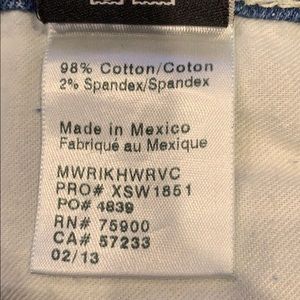 98% Cotton/Coton
2% Spandex/Spandex
Made in Mexico
Fabriqué au Mexique
MWRIKHWRVC
PRO# XSW1851
PO# 4839
RN# 75900
CA# 57233
02/13